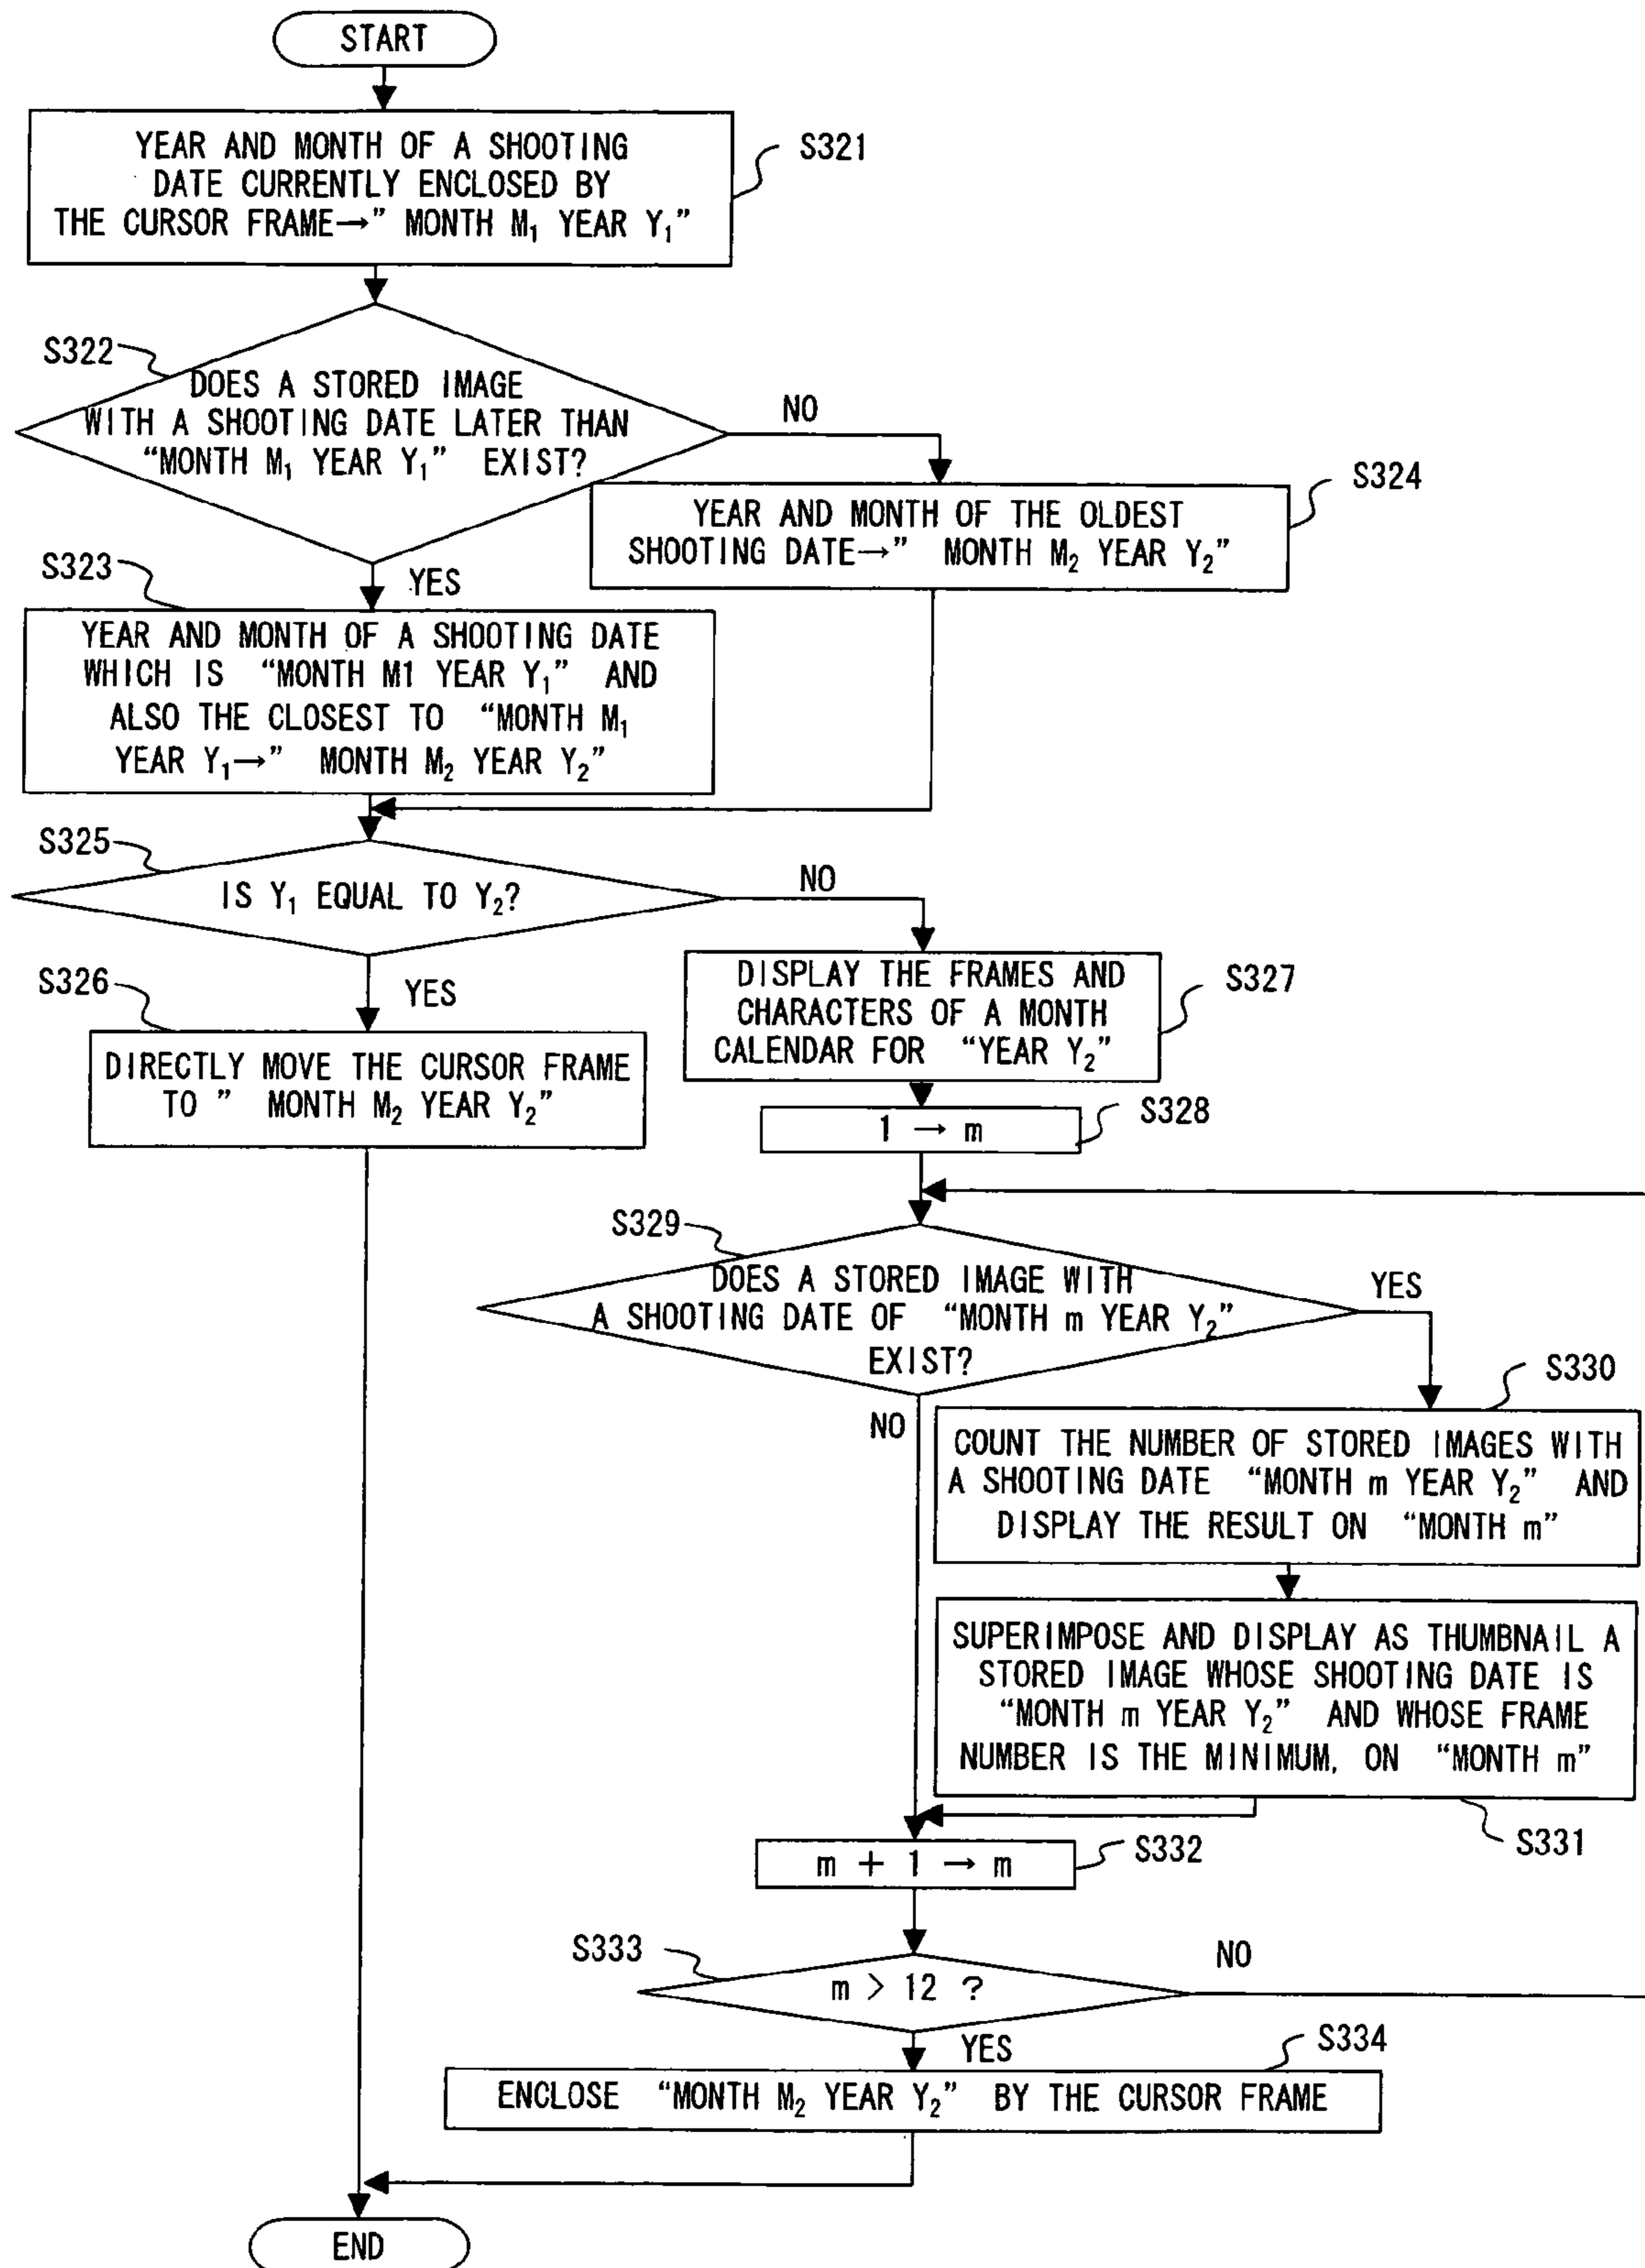 START
YEAR AND MONTH OF A SHOOTING
DATE CURRENTLY ENCLOSED BY
THE CURSOR FRAME→” MONTH M₁ YEAR Y₁”
S321
S322
DOES A STORED IMAGE
WITH A SHOOTING DATE LATER THAN
“MONTH M₁ YEAR Y₁” EXIST?
NO
S324
YEAR AND MONTH OF THE OLDEST
SHOOTING DATE→” MONTH M₂ YEAR Y₂”
S323
YES
YEAR AND MONTH OF A SHOOTING DATE
WHICH IS “MONTH M1 YEAR Y₁” AND
ALSO THE CLOSEST TO “MONTH M₁
YEAR Y₁→” MONTH M₂ YEAR Y₂”
S325
IS Y₁ EQUAL TO Y₂?
NO
S326
YES
DIRECTLY MOVE THE CURSOR FRAME
TO ” MONTH M₂ YEAR Y₂”
DISPLAY THE FRAMES AND
CHARACTERS OF A MONTH
CALENDAR FOR “YEAR Y₂”
S327
1 → m
S328
S329
DOES A STORED IMAGE WITH
A SHOOTING DATE OF “MONTH m YEAR Y₂”
EXIST?
YES
NO
S330
COUNT THE NUMBER OF STORED IMAGES WITH
A SHOOTING DATE “MONTH m YEAR Y₂” AND
DISPLAY THE RESULT ON “MONTH m”
SUPERIMPOSE AND DISPLAY AS THUMBNAIL A
STORED IMAGE WHOSE SHOOTING DATE IS
“MONTH m YEAR Y₂” AND WHOSE FRAME
NUMBER IS THE MINIMUM, ON “MONTH m”
S331
m + 1 → m
S332
S333
m > 12 ?
NO
YES
S334
ENCLOSE “MONTH M₂ YEAR Y₂” BY THE CURSOR FRAME
END